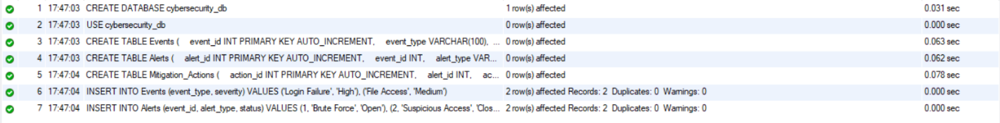 1 17:47:03 CREATE DATABASE cybersecurity_db 1 row(s) affected 0.031 sec
2 17:47:03 USE cybersecurity_db 0 row(s) affected 0.000 sec
3 17:47:03 CREATE TABLE Events ( event_id INT PRIMARY KEY AUTO_INCREMENT, event_type VARCHAR(100), ... 0 row(s) affected 0.063 sec
4 17:47:03 CREATE TABLE Alerts ( alert_id INT PRIMARY KEY AUTO_INCREMENT, event_id INT, alert_type VAR... 0 row(s) affected 0.062 sec
5 17:47:04 CREATE TABLE Mitigation_Actions ( action_id INT PRIMARY KEY AUTO_INCREMENT, alert_id INT, ac... 0 row(s) affected 0.078 sec
6 17:47:04 INSERT INTO Events (event_type, severity) VALUES ('Login Failure', 'High'), ('File Access', 'Medium') 2 row(s) affected Records: 2 Duplicates: 0 Warnings: 0 0.000 sec
7 17:47:04 INSERT INTO Alerts (event_id, alert_type, status) VALUES (1, 'Brute Force', 'Open'), (2, 'Suspicious Access', 'Clos... 2 row(s) affected Records: 2 Duplicates: 0 Warnings: 0 0.000 sec